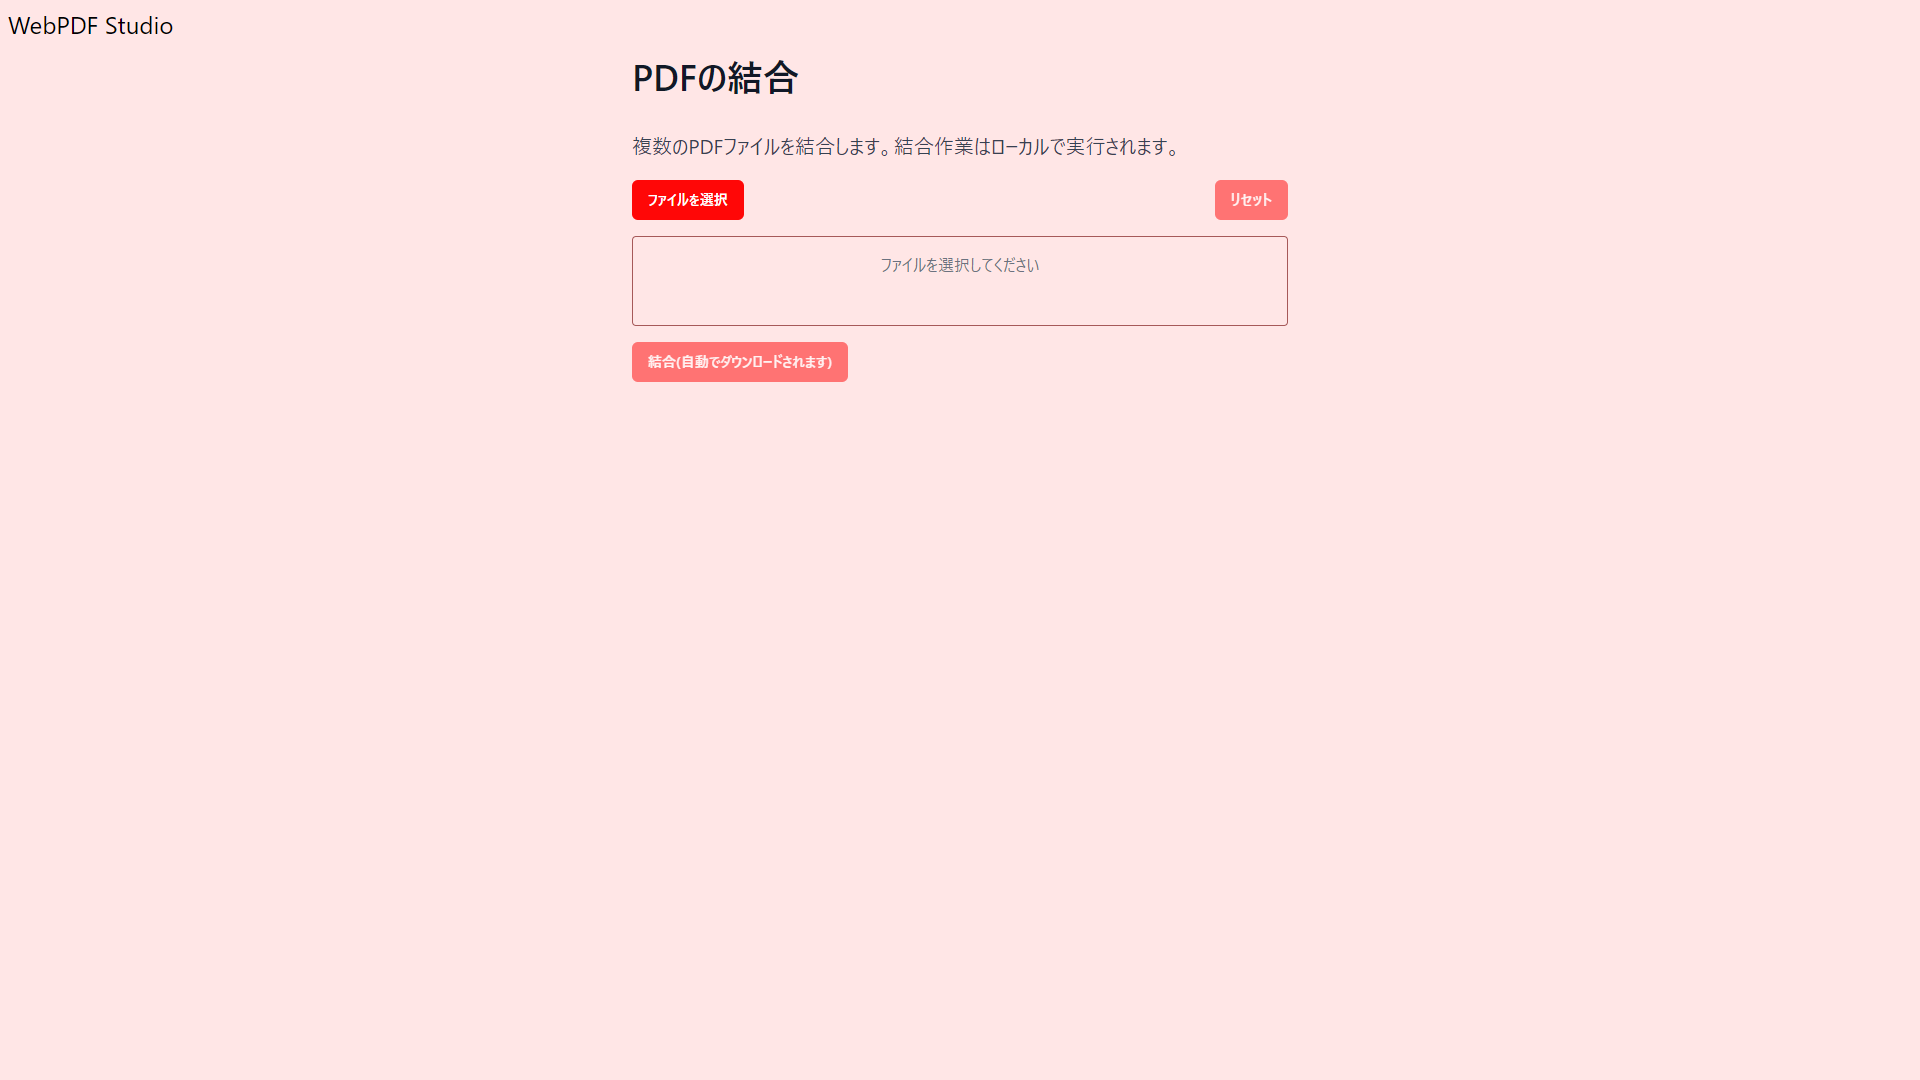 WebPDF Studio
PDFの結合
複数のPDFファイルを結合します。結合作業はローカルで実行されます。
ファイルを選択
リセット
ファイルを選択してください
結合(自動でダウンロードされます)